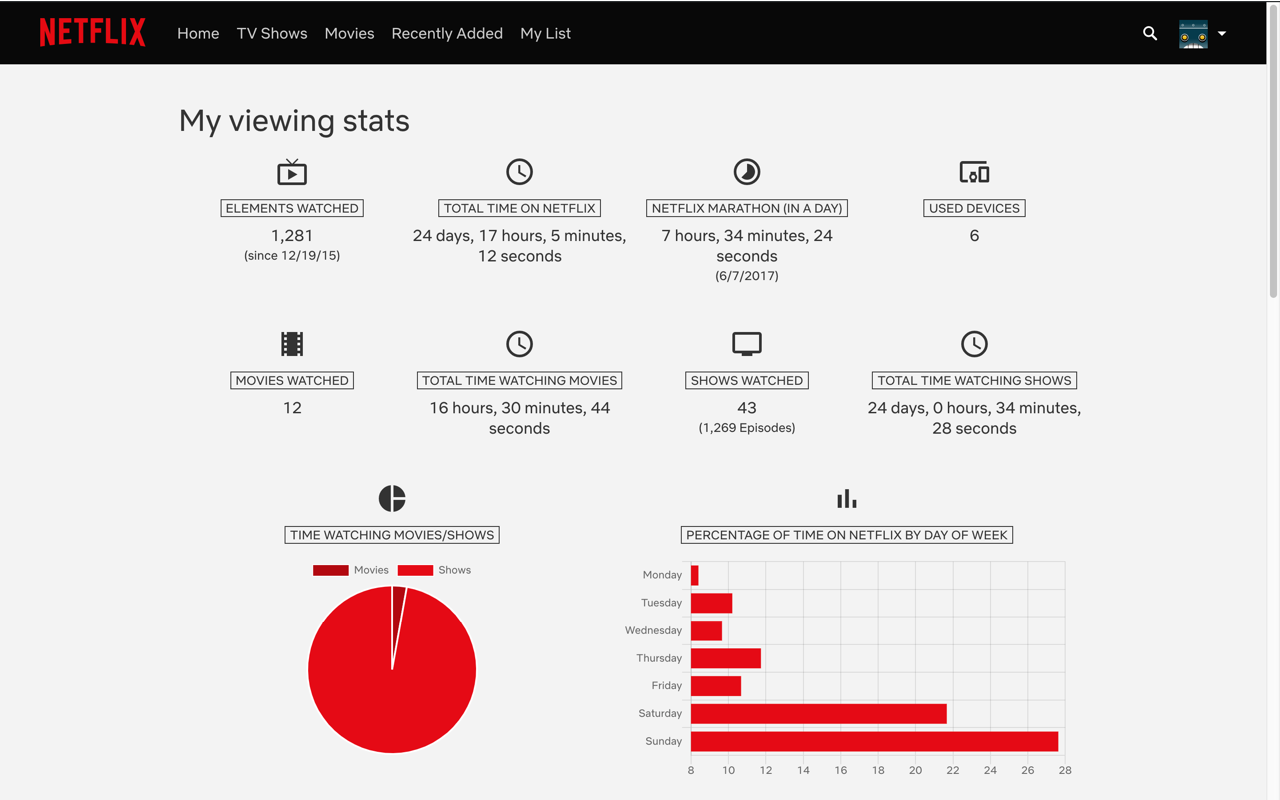 NETFLIX Home TV Shows Movies Recently Added My List
My viewing stats
ELEMENTS WATCHED
1,281
(since 12/19/15)
TOTAL TIME ON NETFLIX
24 days, 17 hours, 5 minutes,
12 seconds
NETFLIX MARATHON (IN A DAY)
7 hours, 34 minutes, 24
seconds
(6/7/2017)
USED DEVICES
6
MOVIES WATCHED
12
TOTAL TIME WATCHING MOVIES
16 hours, 30 minutes, 44
seconds
SHOWS WATCHED
43
(1,269 Episodes)
TOTAL TIME WATCHING SHOWS
24 days, 0 hours, 34 minutes,
28 seconds
TIME WATCHING MOVIES/SHOWS
Movies Shows
PERCENTAGE OF TIME ON NETFLIX BY DAY OF WEEK
Monday
Tuesday
Wednesday
Thursday
Friday
Saturday
Sunday
8 10 12 14 16 18 20 22 24 26 28